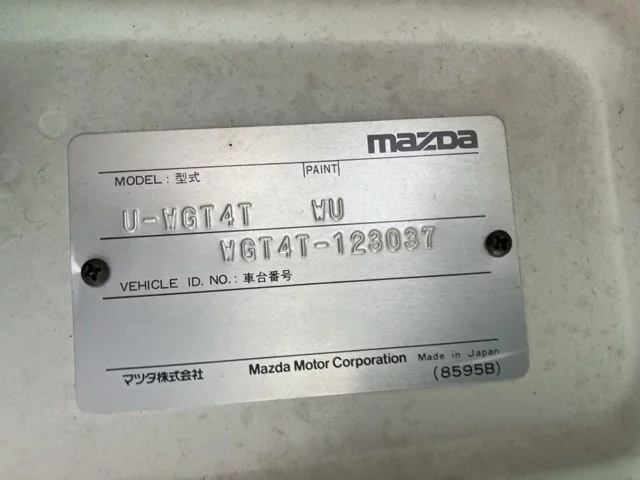 mazda
MODEL : 型式 PAINT
U-WGT4T WU
WGT4T-123037
VEHICLE ID. NO. : 車台番号
マツダ株式会社 Mazda Motor Corporation Made in Japan
(8595B)